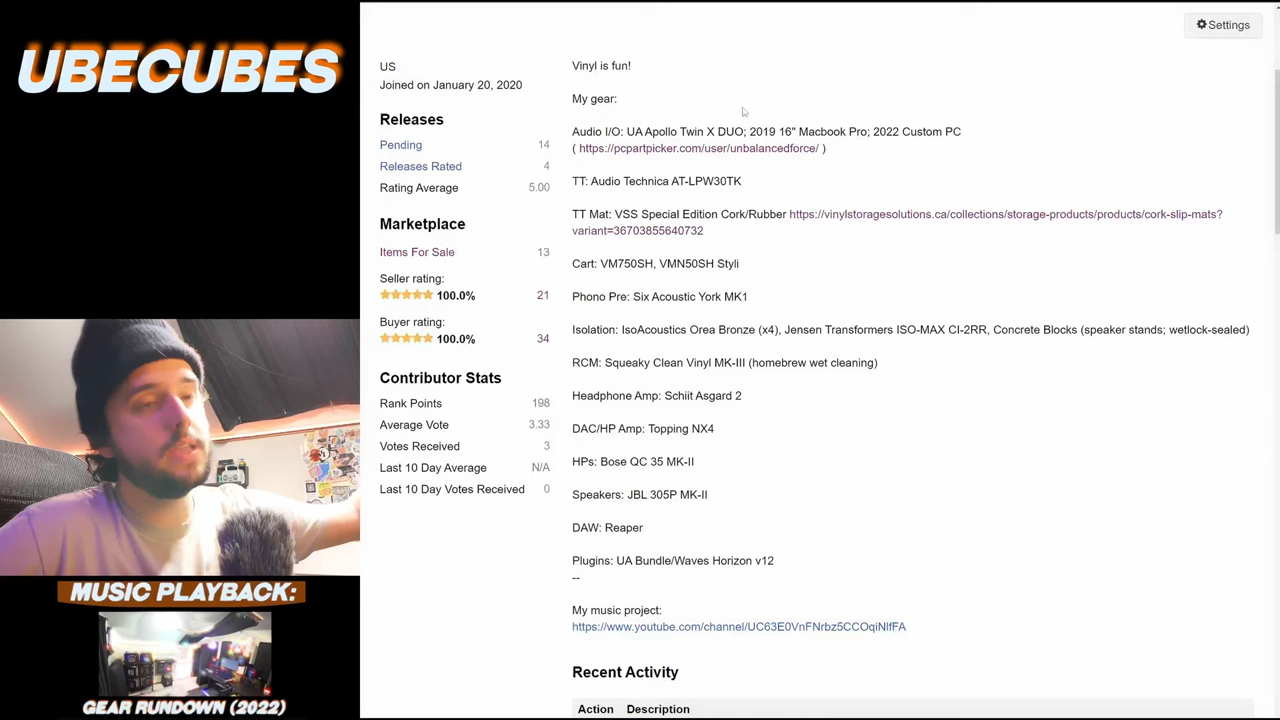 UBECUBES
MUSIC PLAYBACK:
GEAR RUNDOWN (2022)
Settings
US
Joined on January 20, 2020
Releases
Pending 14
Releases Rated 4
Rating Average 5.00
Marketplace
Items For Sale 13
Seller rating:
100.0% 21
Buyer rating:
100.0% 34
Contributor Stats
Rank Points 198
Average Vote 3.33
Votes Received 3
Last 10 Day Average N/A
Last 10 Day Votes Received 0
Vinyl is fun!
My gear:
Audio I/O: UA Apollo Twin X DUO; 2019 16" Macbook Pro; 2022 Custom PC
( https://pcpartpicker.com/user/unbalancedforce/ )
TT: Audio Technica AT-LPW30TK
TT Mat: VSS Special Edition Cork/Rubber https://vinylstoragesolutions.ca/collections/storage-products/products/cork-slip-mats?
variant=36703855640732
Cart: VM750SH, VMN50SH Styli
Phono Pre: Six Acoustic York MK1
Isolation: IsoAcoustics Orea Bronze (x4), Jensen Transformers ISO-MAX CI-2RR, Concrete Blocks (speaker stands; wetlock-sealed)
RCM: Squeaky Clean Vinyl MK-III (homebrew wet cleaning)
Headphone Amp: Schiit Asgard 2
DAC/HP Amp: Topping NX4
HPs: Bose QC 35 MK-II
Speakers: JBL 305P MK-II
DAW: Reaper
Plugins: UA Bundle/Waves Horizon v12
--
My music project:
https://www.youtube.com/channel/UC63E0VnFNrbz5CCOqiNlfFA
Recent Activity
Action Description